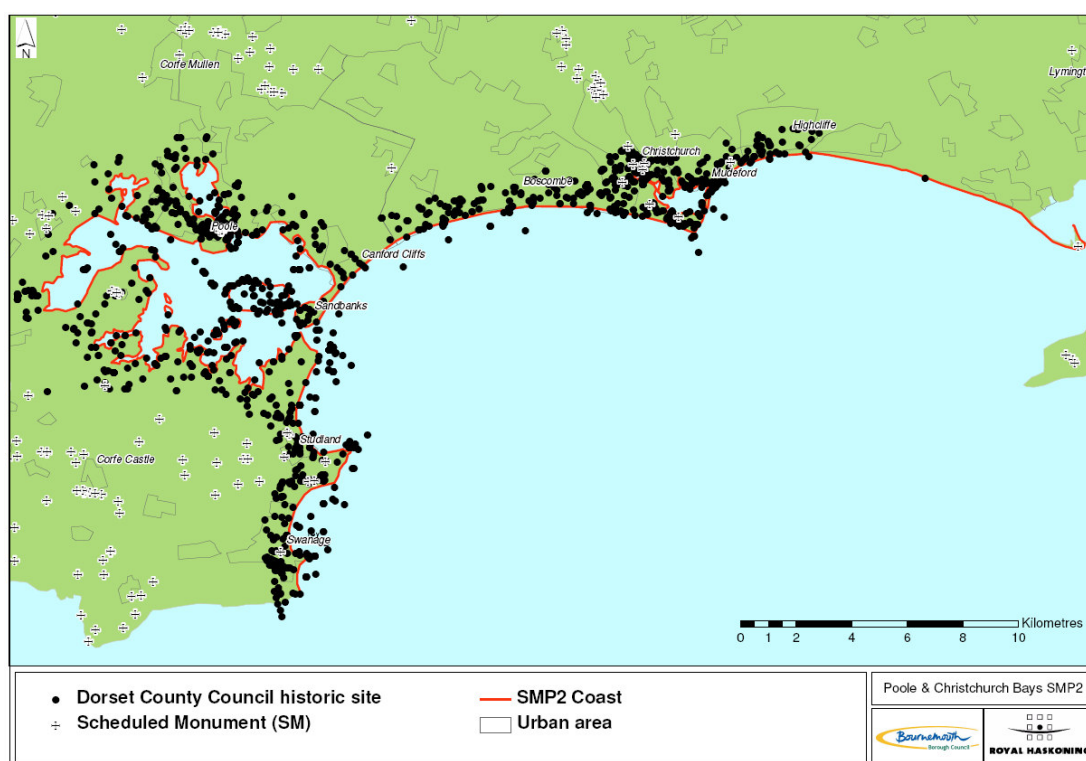 N
Corfe Mullen
Lymingt
Highcliffe
Christchurch
Mudeford
Boscombe
Poole
Canford Cliffs
Sandbanks
Studland
Corfe Castle
Swanage
Kilometres
0 1 2 4 6 8 10
Dorset County Council historic site
Scheduled Monument (SM)
SMP2 Coast
Urban area
Poole & Christchurch Bays SMP2
Bournemouth
Borough Council
ROYAL HASKONING